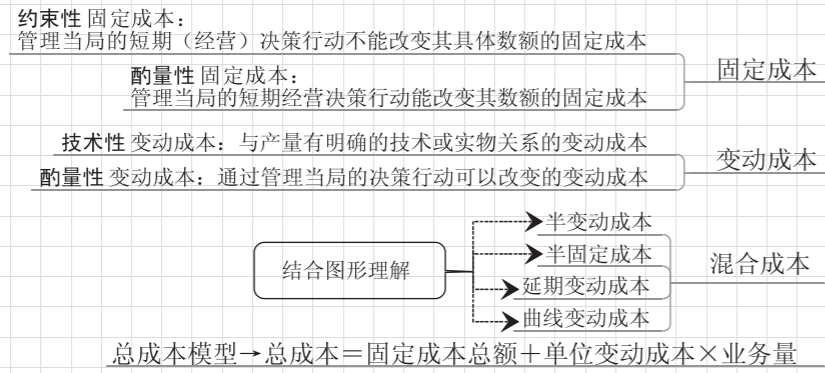 约束性 固定成本：
管理当局的短期（经营）决策行动不能改变其具体数额的固定成本
酌量性 固定成本：
管理当局的短期经营决策行动能改变其数额的固定成本
固定成本
技术性 变动成本：与产量有明确的技术或实物关系的变动成本
酌量性 变动成本：通过管理当局的决策行动可以改变的变动成本
变动成本
结合图形理解
半变动成本
半固定成本
延期变动成本
曲线变动成本
混合成本
总成本模型→总成本＝固定成本总额＋单位变动成本×业务量